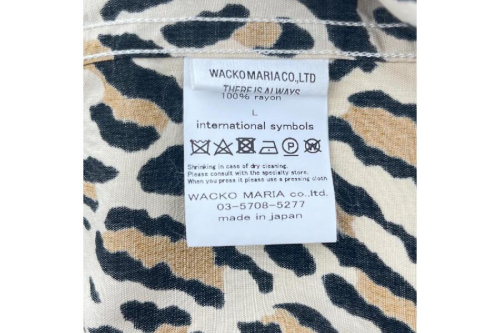 WACKO MARIA CO., LTD
THERE IS ALWAYS
100% rayon
L
international symbols
Shrinking in case of dry cleaning.
Please consult with the specialty store.
When you press it please use a pressing cloth
WACKO MARIA co., ltd.
03-5708-5277
made in japan